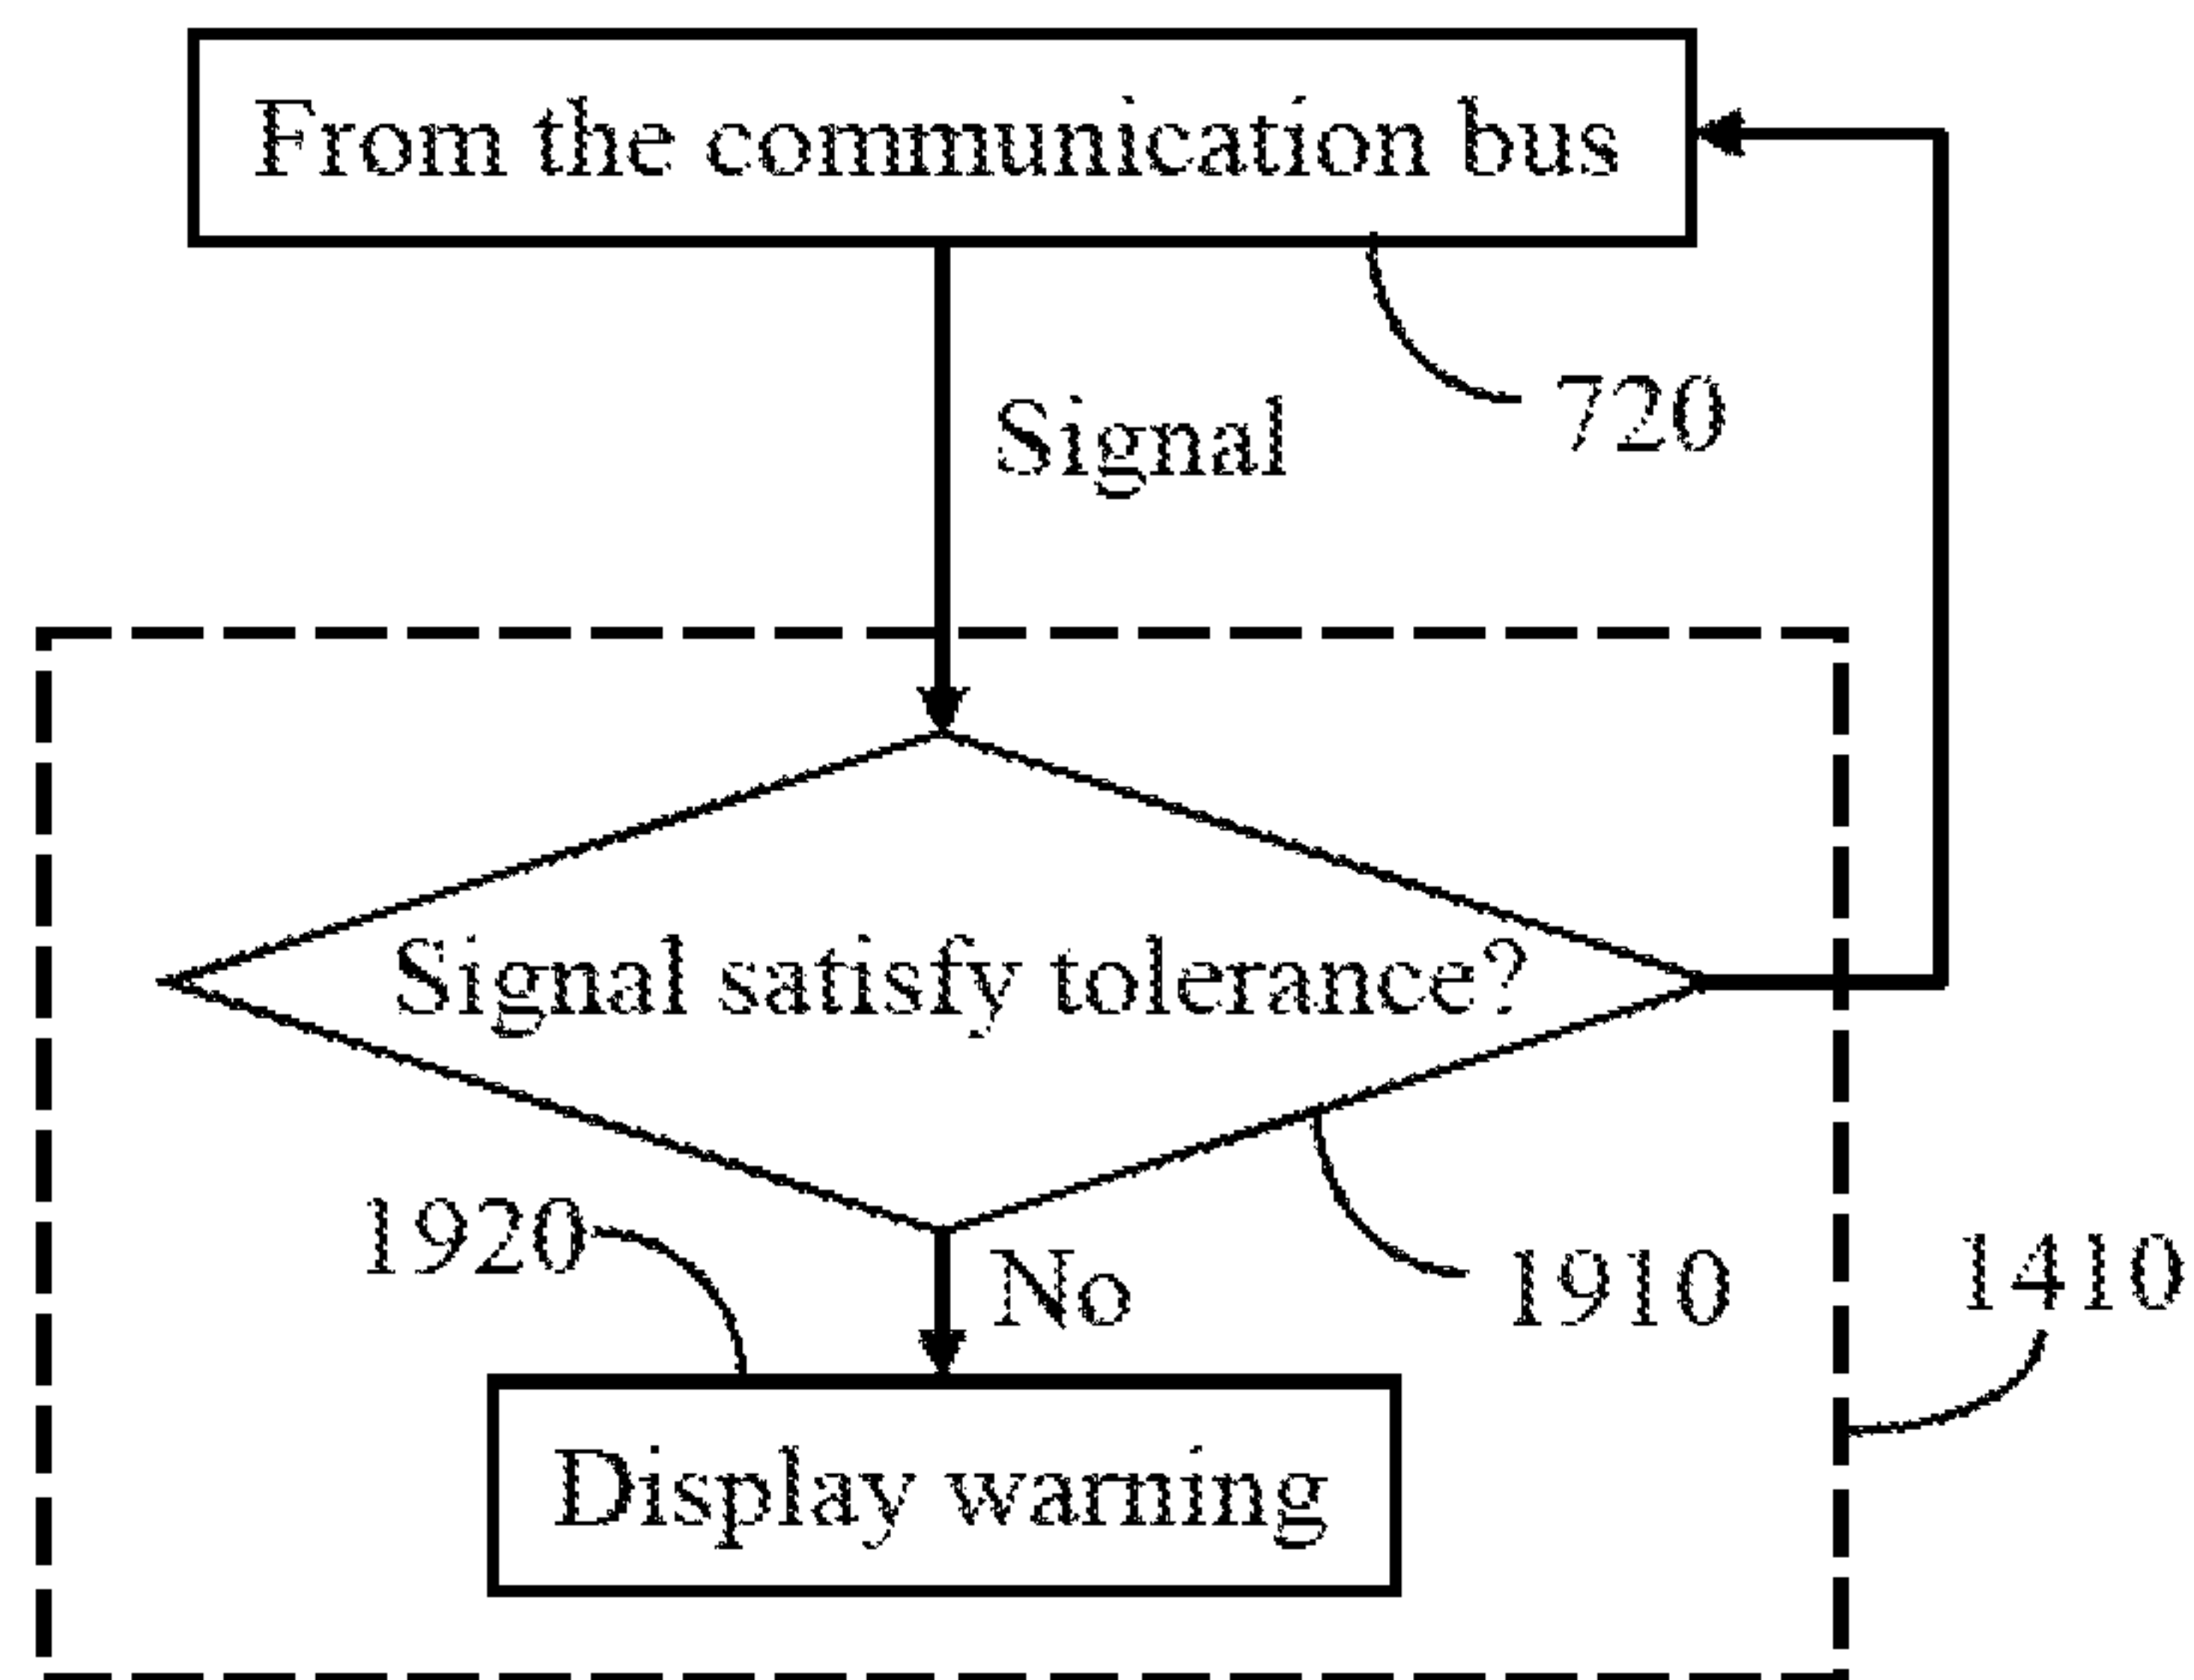 From the communication bus
Signal
720
Signal satisfy tolerance?
1920
No
1910
1410
Display warning